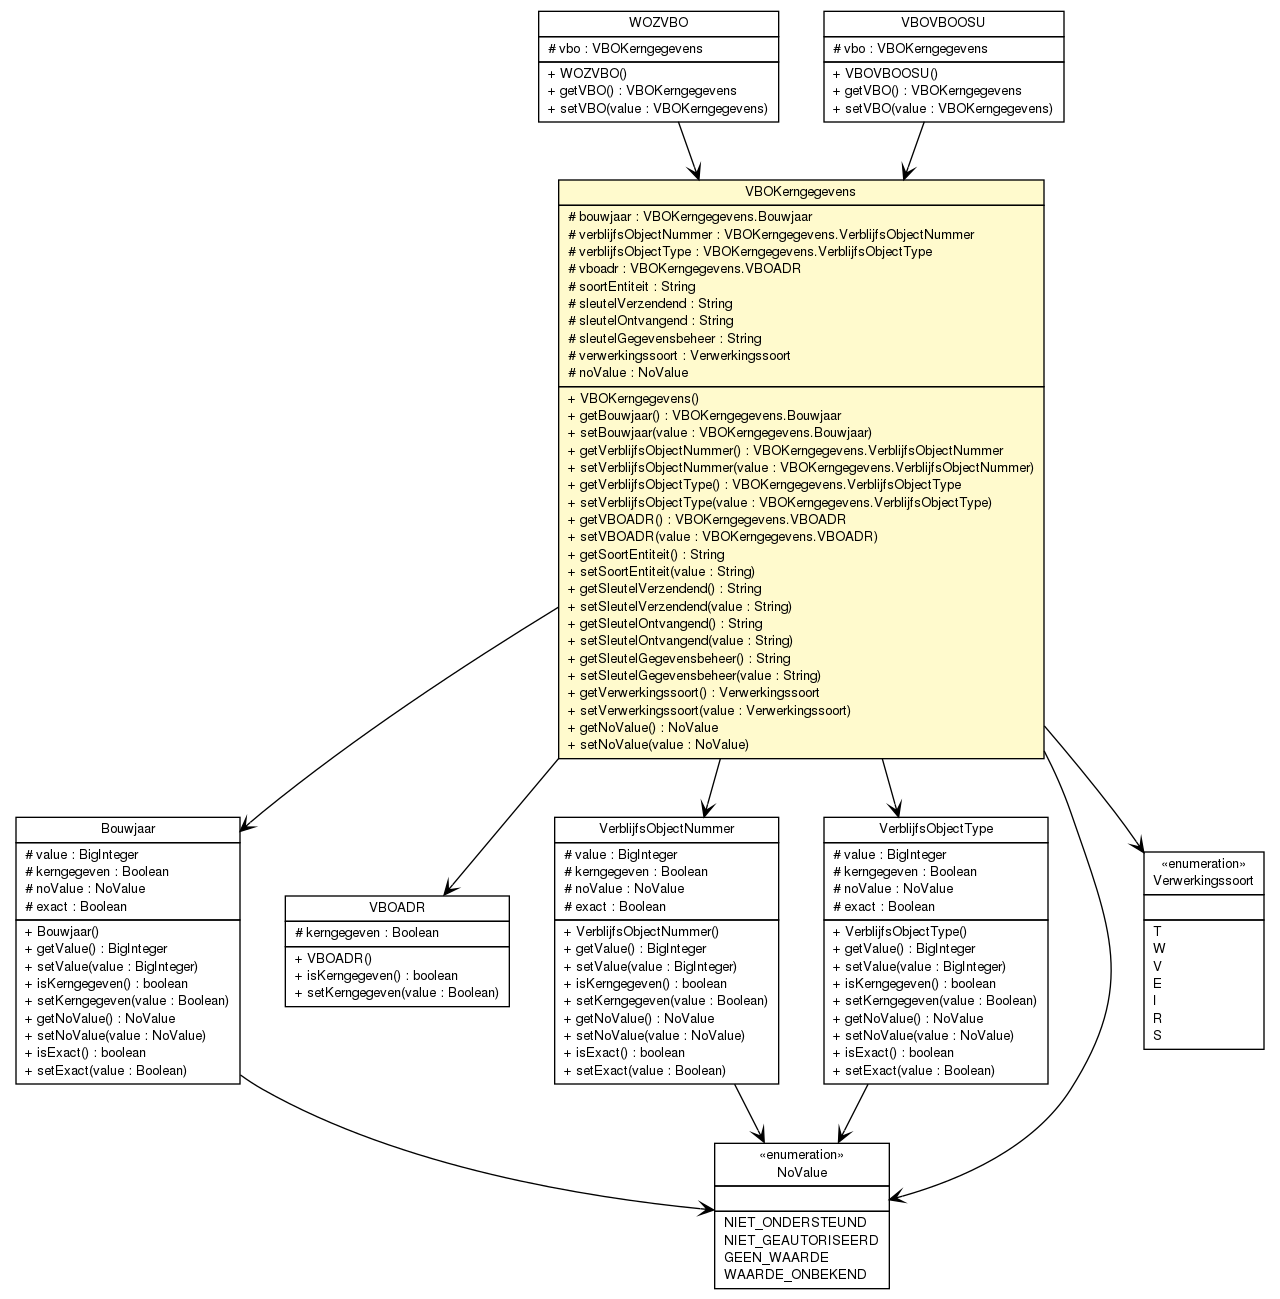 WOZVBO
# vbo : VBOKerngegevens
+ WOZVBO()
+ getVBO() : VBOKerngegevens
+ setVBO(value : VBOKerngegevens)
VBOVBOOSU
# vbo : VBOKerngegevens
+ VBOVBOOSU()
+ getVBO() : VBOKerngegevens
+ setVBO(value : VBOKerngegevens)
VBOKerngegevens
# bouwjaar : VBOKerngegevens.Bouwjaar
# verblijfsObjectNummer : VBOKerngegevens.VerblijfsObjectNummer
# verblijfsObjectType : VBOKerngegevens.VerblijfsObjectType
# vboadr : VBOKerngegevens.VBOADR
# soortEntiteit : String
# sleutelVerzendend : String
# sleutelOntvangend : String
# sleutelGegevensbeheer : String
# verwerkingssoort : Verwerkingssoort
# noValue : NoValue
+ VBOKerngegevens()
+ getBouwjaar() : VBOKerngegevens.Bouwjaar
+ setBouwjaar(value : VBOKerngegevens.Bouwjaar)
+ getVerblijfsObjectNummer() : VBOKerngegevens.VerblijfsObjectNummer
+ setVerblijfsObjectNummer(value : VBOKerngegevens.VerblijfsObjectNummer)
+ getVerblijfsObjectType() : VBOKerngegevens.VerblijfsObjectType
+ setVerblijfsObjectType(value : VBOKerngegevens.VerblijfsObjectType)
+ getVBOADR() : VBOKerngegevens.VBOADR
+ setVBOADR(value : VBOKerngegevens.VBOADR)
+ getSoortEntiteit() : String
+ setSoortEntiteit(value : String)
+ getSleutelVerzendend() : String
+ setSleutelVerzendend(value : String)
+ getSleutelOntvangend() : String
+ setSleutelOntvangend(value : String)
+ getSleutelGegevensbeheer() : String
+ setSleutelGegevensbeheer(value : String)
+ getVerwerkingssoort() : Verwerkingssoort
+ setVerwerkingssoort(value : Verwerkingssoort)
+ getNoValue() : NoValue
+ setNoValue(value : NoValue)
Bouwjaar
# value : BigInteger
# kerngegeven : Boolean
# noValue : NoValue
# exact : Boolean
+ Bouwjaar()
+ getValue() : BigInteger
+ setValue(value : BigInteger)
+ isKerngegeven() : boolean
+ setKerngegeven(value : Boolean)
+ getNoValue() : NoValue
+ setNoValue(value : NoValue)
+ isExact() : boolean
+ setExact(value : Boolean)
VBOADR
# kerngegeven : Boolean
+ VBOADR()
+ isKerngegeven() : boolean
+ setKerngegeven(value : Boolean)
VerblijfsObjectNummer
# value : BigInteger
# kerngegeven : Boolean
# noValue : NoValue
# exact : Boolean
+ VerblijfsObjectNummer()
+ getValue() : BigInteger
+ setValue(value : BigInteger)
+ isKerngegeven() : boolean
+ setKerngegeven(value : Boolean)
+ getNoValue() : NoValue
+ setNoValue(value : NoValue)
+ isExact() : boolean
+ setExact(value : Boolean)
VerblijfsObjectType
# value : BigInteger
# kerngegeven : Boolean
# noValue : NoValue
# exact : Boolean
+ VerblijfsObjectType()
+ getValue() : BigInteger
+ setValue(value : BigInteger)
+ isKerngegeven() : boolean
+ setKerngegeven(value : Boolean)
+ getNoValue() : NoValue
+ setNoValue(value : NoValue)
+ isExact() : boolean
+ setExact(value : Boolean)
«enumeration»
Verwerkingssoort
T
W
V
E
I
R
S
«enumeration»
NoValue
NIET_ONDERSTEUND
NIET_GEAUTORISEERD
GEEN_WAARDE
WAARDE_ONBEKEND